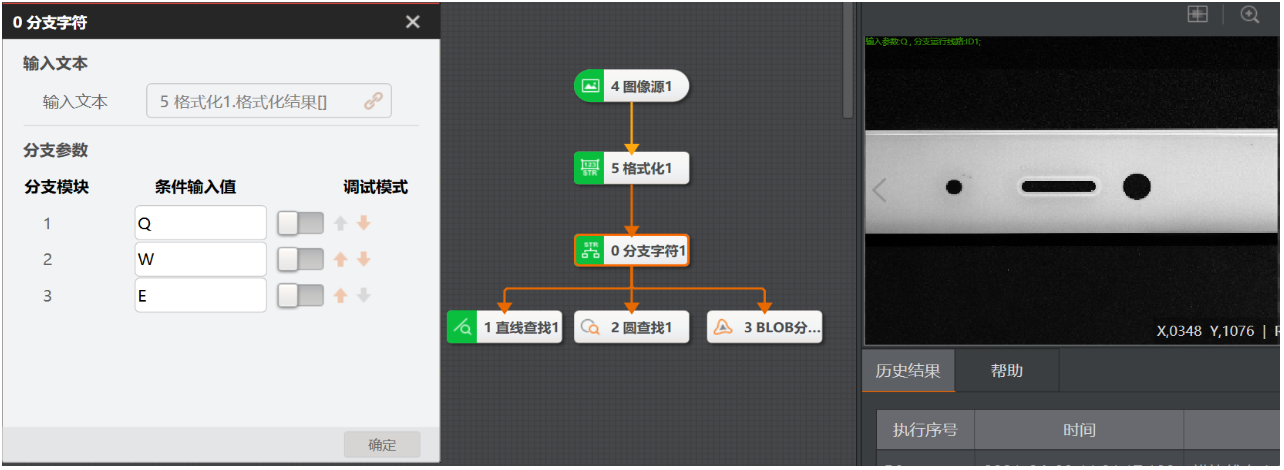 0 分支字符
输入文本
输入文本
5 格式化1.格式化结果[]
分支参数
分支模块 条件输入值 调试模式
1 Q
2 W
3 E
确定
4 图像源1
123
STR
5 格式化1
STR
0 分支字符1
1 直线查找1
2 圆查找1
3 BLOB分...
输入参数:Q , 分支运行线路:ID1;
X,0348 Y,1076 |
历史结果 帮助
执行序号 时间